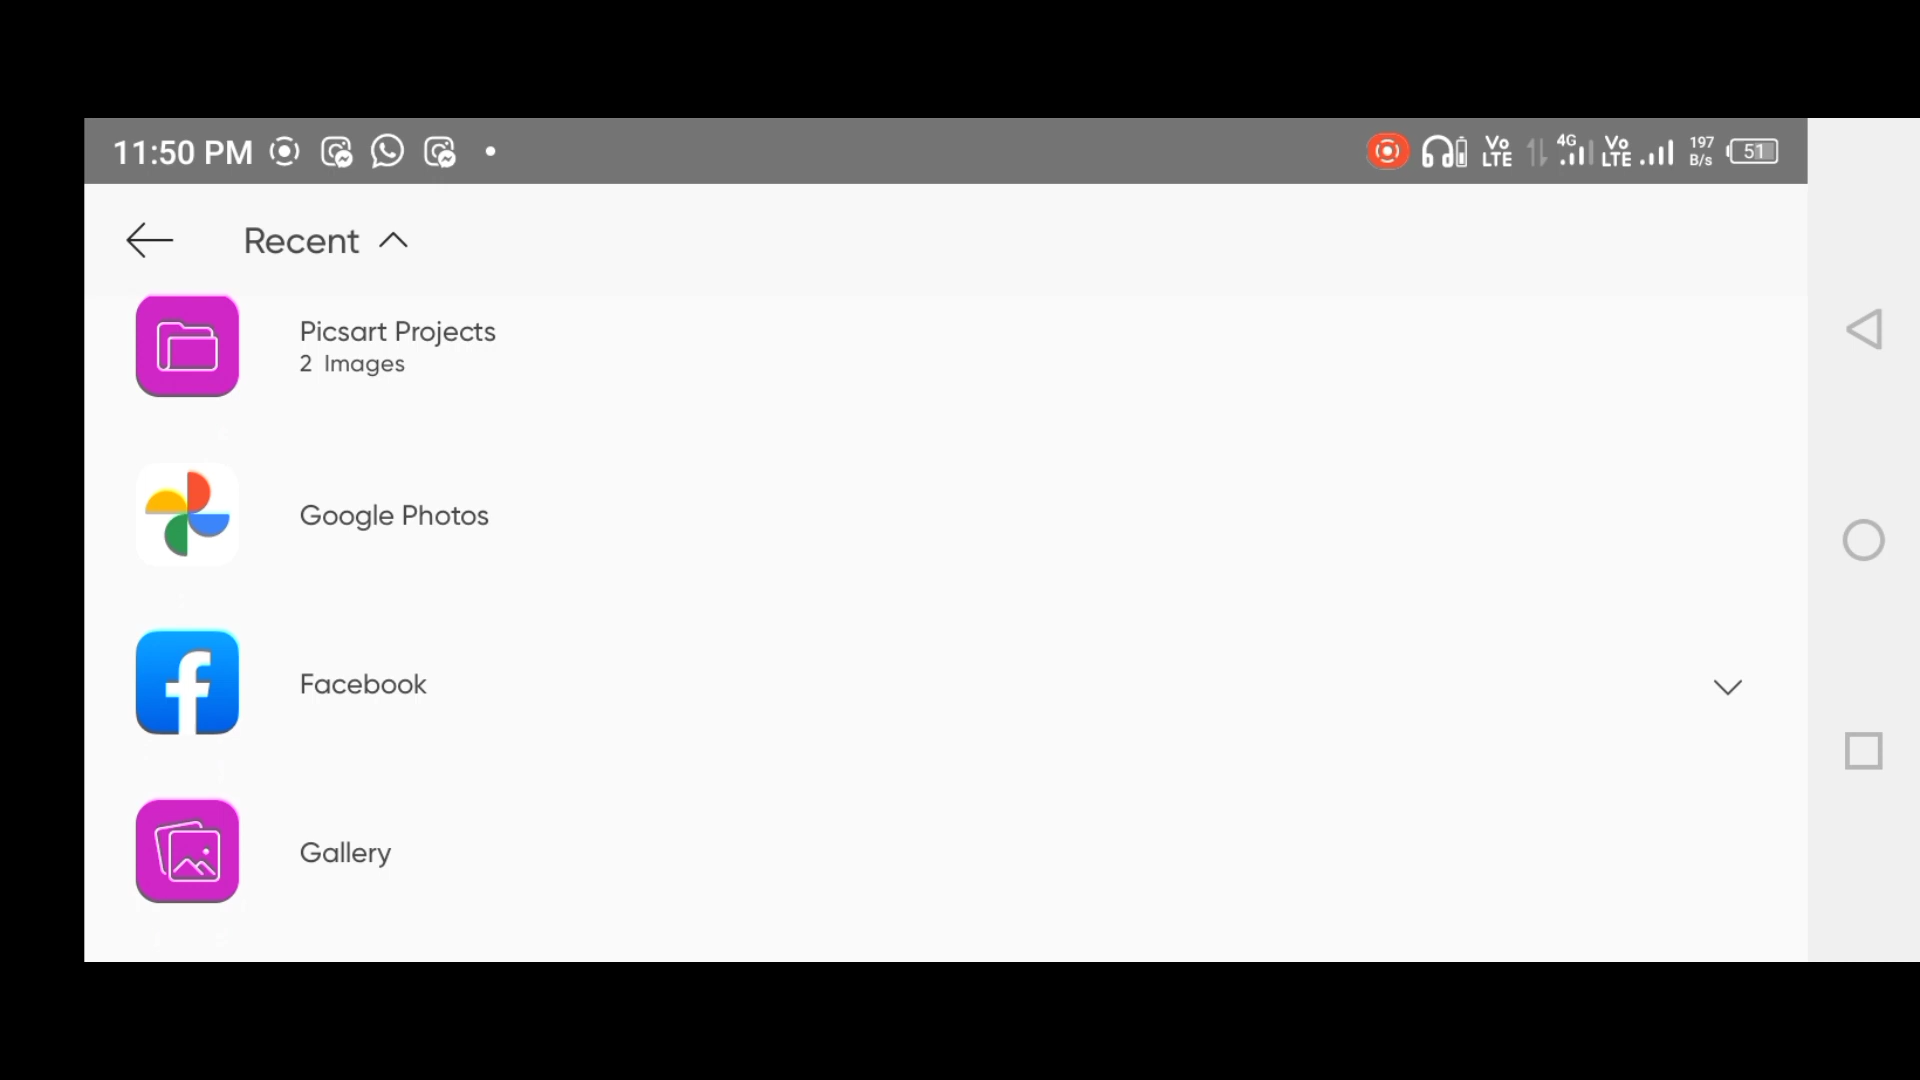 11:50 PM
Vo LTE 4G Vo LTE 197 B/s 51
Recent
Picsart Projects
2 Images
Google Photos
Facebook
Gallery